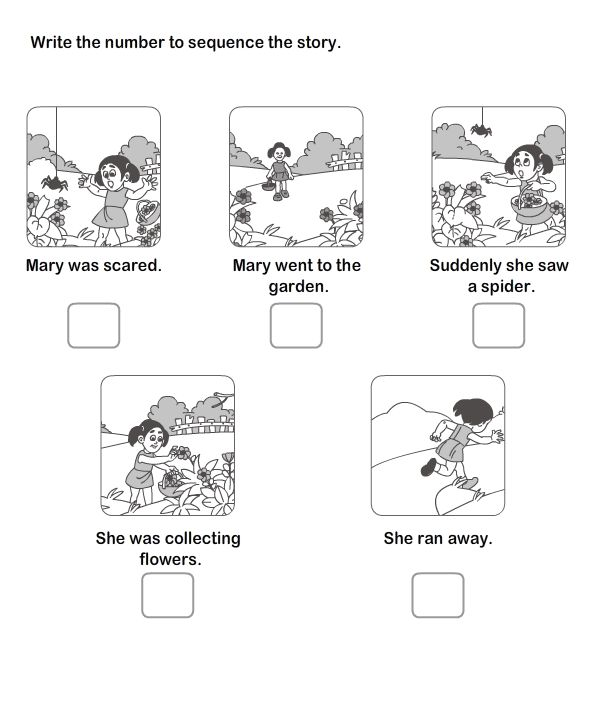 Write the number to sequence the story.
Mary was scared.
Mary went to the
garden.
Suddenly she saw
a spider.
She was collecting
flowers.
She ran away.